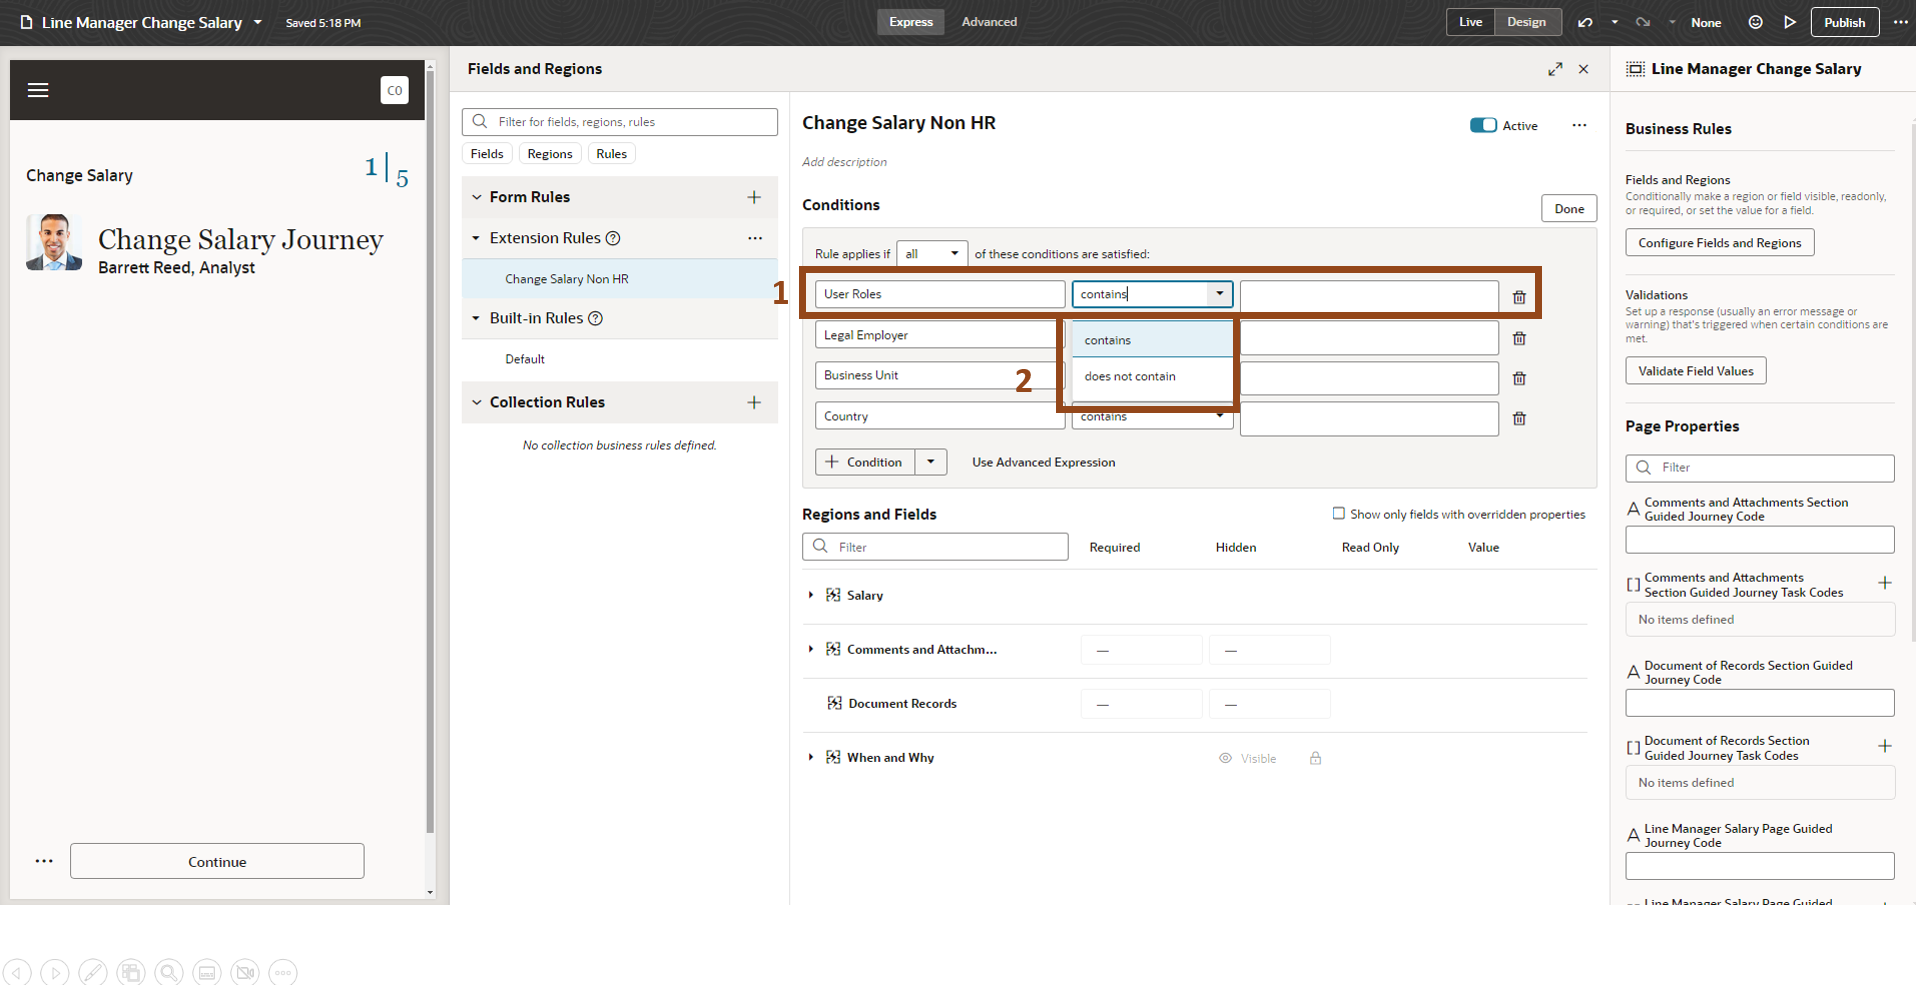 Line Manager Change Salary
Saved 5:18 PM
Express
Advanced
Live
Design
None
Publish
CO
Change Salary
1 | 5
Change Salary Journey
Barrett Reed, Analyst
Continue
Fields and Regions
Filter for fields, regions, rules
Fields
Regions
Rules
Form Rules
Extension Rules
Change Salary Non HR
Built-in Rules
Default
Collection Rules
No collection business rules defined.
Change Salary Non HR
Active
Add description
Conditions
Done
Rule applies if all of these conditions are satisfied:
1
User Roles
contains
Legal Employer
contains
Business Unit
2
does not contain
Country
contains
Condition
Use Advanced Expression
Regions and Fields
Show only fields with overridden properties
Filter
Required
Hidden
Read Only
Value
Salary
Comments and Attachm...
—
—
Document Records
—
—
When and Why
Visible
Line Manager Change Salary
Business Rules
Fields and Regions
Conditionally make a region or field visible, readonly,
or required, or set the value for a field.
Configure Fields and Regions
Validations
Set up a response (usually an error message or
warning) that's triggered when certain conditions are
met.
Validate Field Values
Page Properties
Filter
Comments and Attachments Section
Guided Journey Code
Comments and Attachments
Section Guided Journey Task Codes
No items defined
Document of Records Section Guided
Journey Code
Document of Records Section
Guided Journey Task Codes
No items defined
Line Manager Salary Page Guided
Journey Code
Line Manager Salary Page Guided